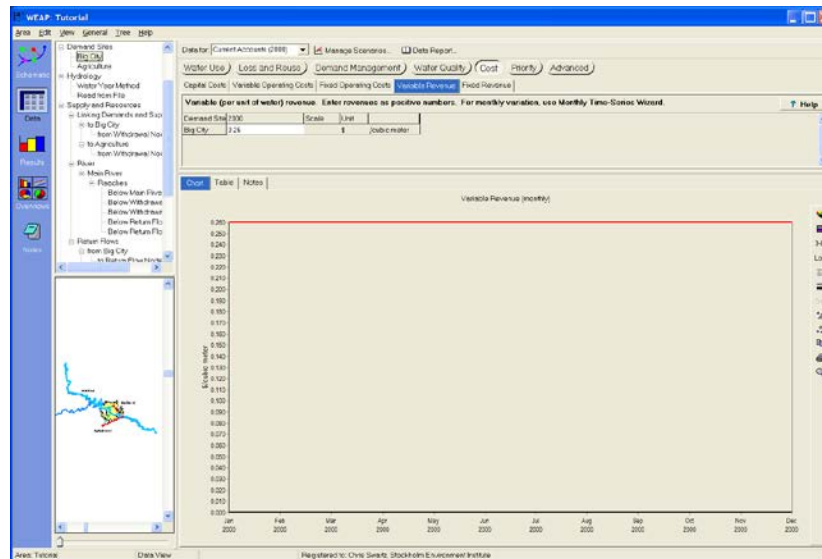 WEAP: Tutorial
Area Edit View General Tree Help
Schematic
Data
Results
Overviews
Notes
Demand Sites
Big City
Agriculture
Hydrology
Water Year Method
Read from File
Supply and Resources
Linking Demands and Supp
to Big City
from Withdrawal Nod
to Agriculture
from Withdrawal Nod
River
Main River
Reaches
Below Main Rive
Below Withdrawa
Below Withdrawa
Below Return Flo
Below Return Flo
Return Flows
from Big City
to Return Flow Node
Data for: Current Accounts (2000) Manage Scenarios... Data Report...
Water Use Loss and Reuse Demand Management Water Quality Cost Priority Advanced
Capital Costs Variable Operating Costs Fixed Operating Costs Variable Revenue Fixed Revenue
Variable (per unit of water) revenue. Enter revenues as positive numbers. For monthly variation, use Monthly Time-Series Wizard.
? Help
Demand Site 2000 Scale Unit
Big City 0.26 $ /cubic meter
Chart Table Notes
Variable Revenue (monthly)
$/cubic meter
0.260
0.250
0.240
0.230
0.220
0.210
0.200
0.190
0.180
0.170
0.160
0.150
0.140
0.130
0.120
0.110
0.100
0.090
0.080
0.070
0.060
0.050
0.040
0.030
0.020
0.010
0.000
Jan 2000
Feb 2000
Mar 2000
Apr 2000
May 2000
Jun 2000
Jul 2000
Aug 2000
Sep 2000
Oct 2000
Nov 2000
Dec 2000
Area: Tutorial Data View Registered to: Chris Swartz, Stockholm Environment Institute